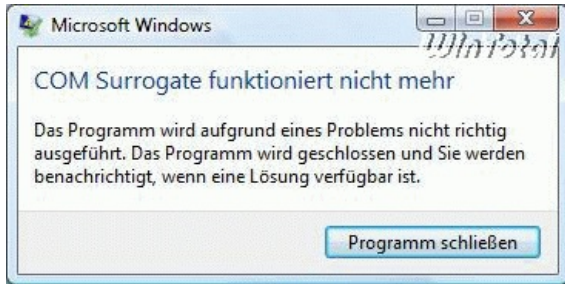 Microsoft Windows
WinTotal
COM Surrogate funktioniert nicht mehr
Das Programm wird aufgrund eines Problems nicht richtig
ausgeführt. Das Programm wird geschlossen und Sie werden
benachrichtigt, wenn eine Lösung verfügbar ist.
Programm schließen